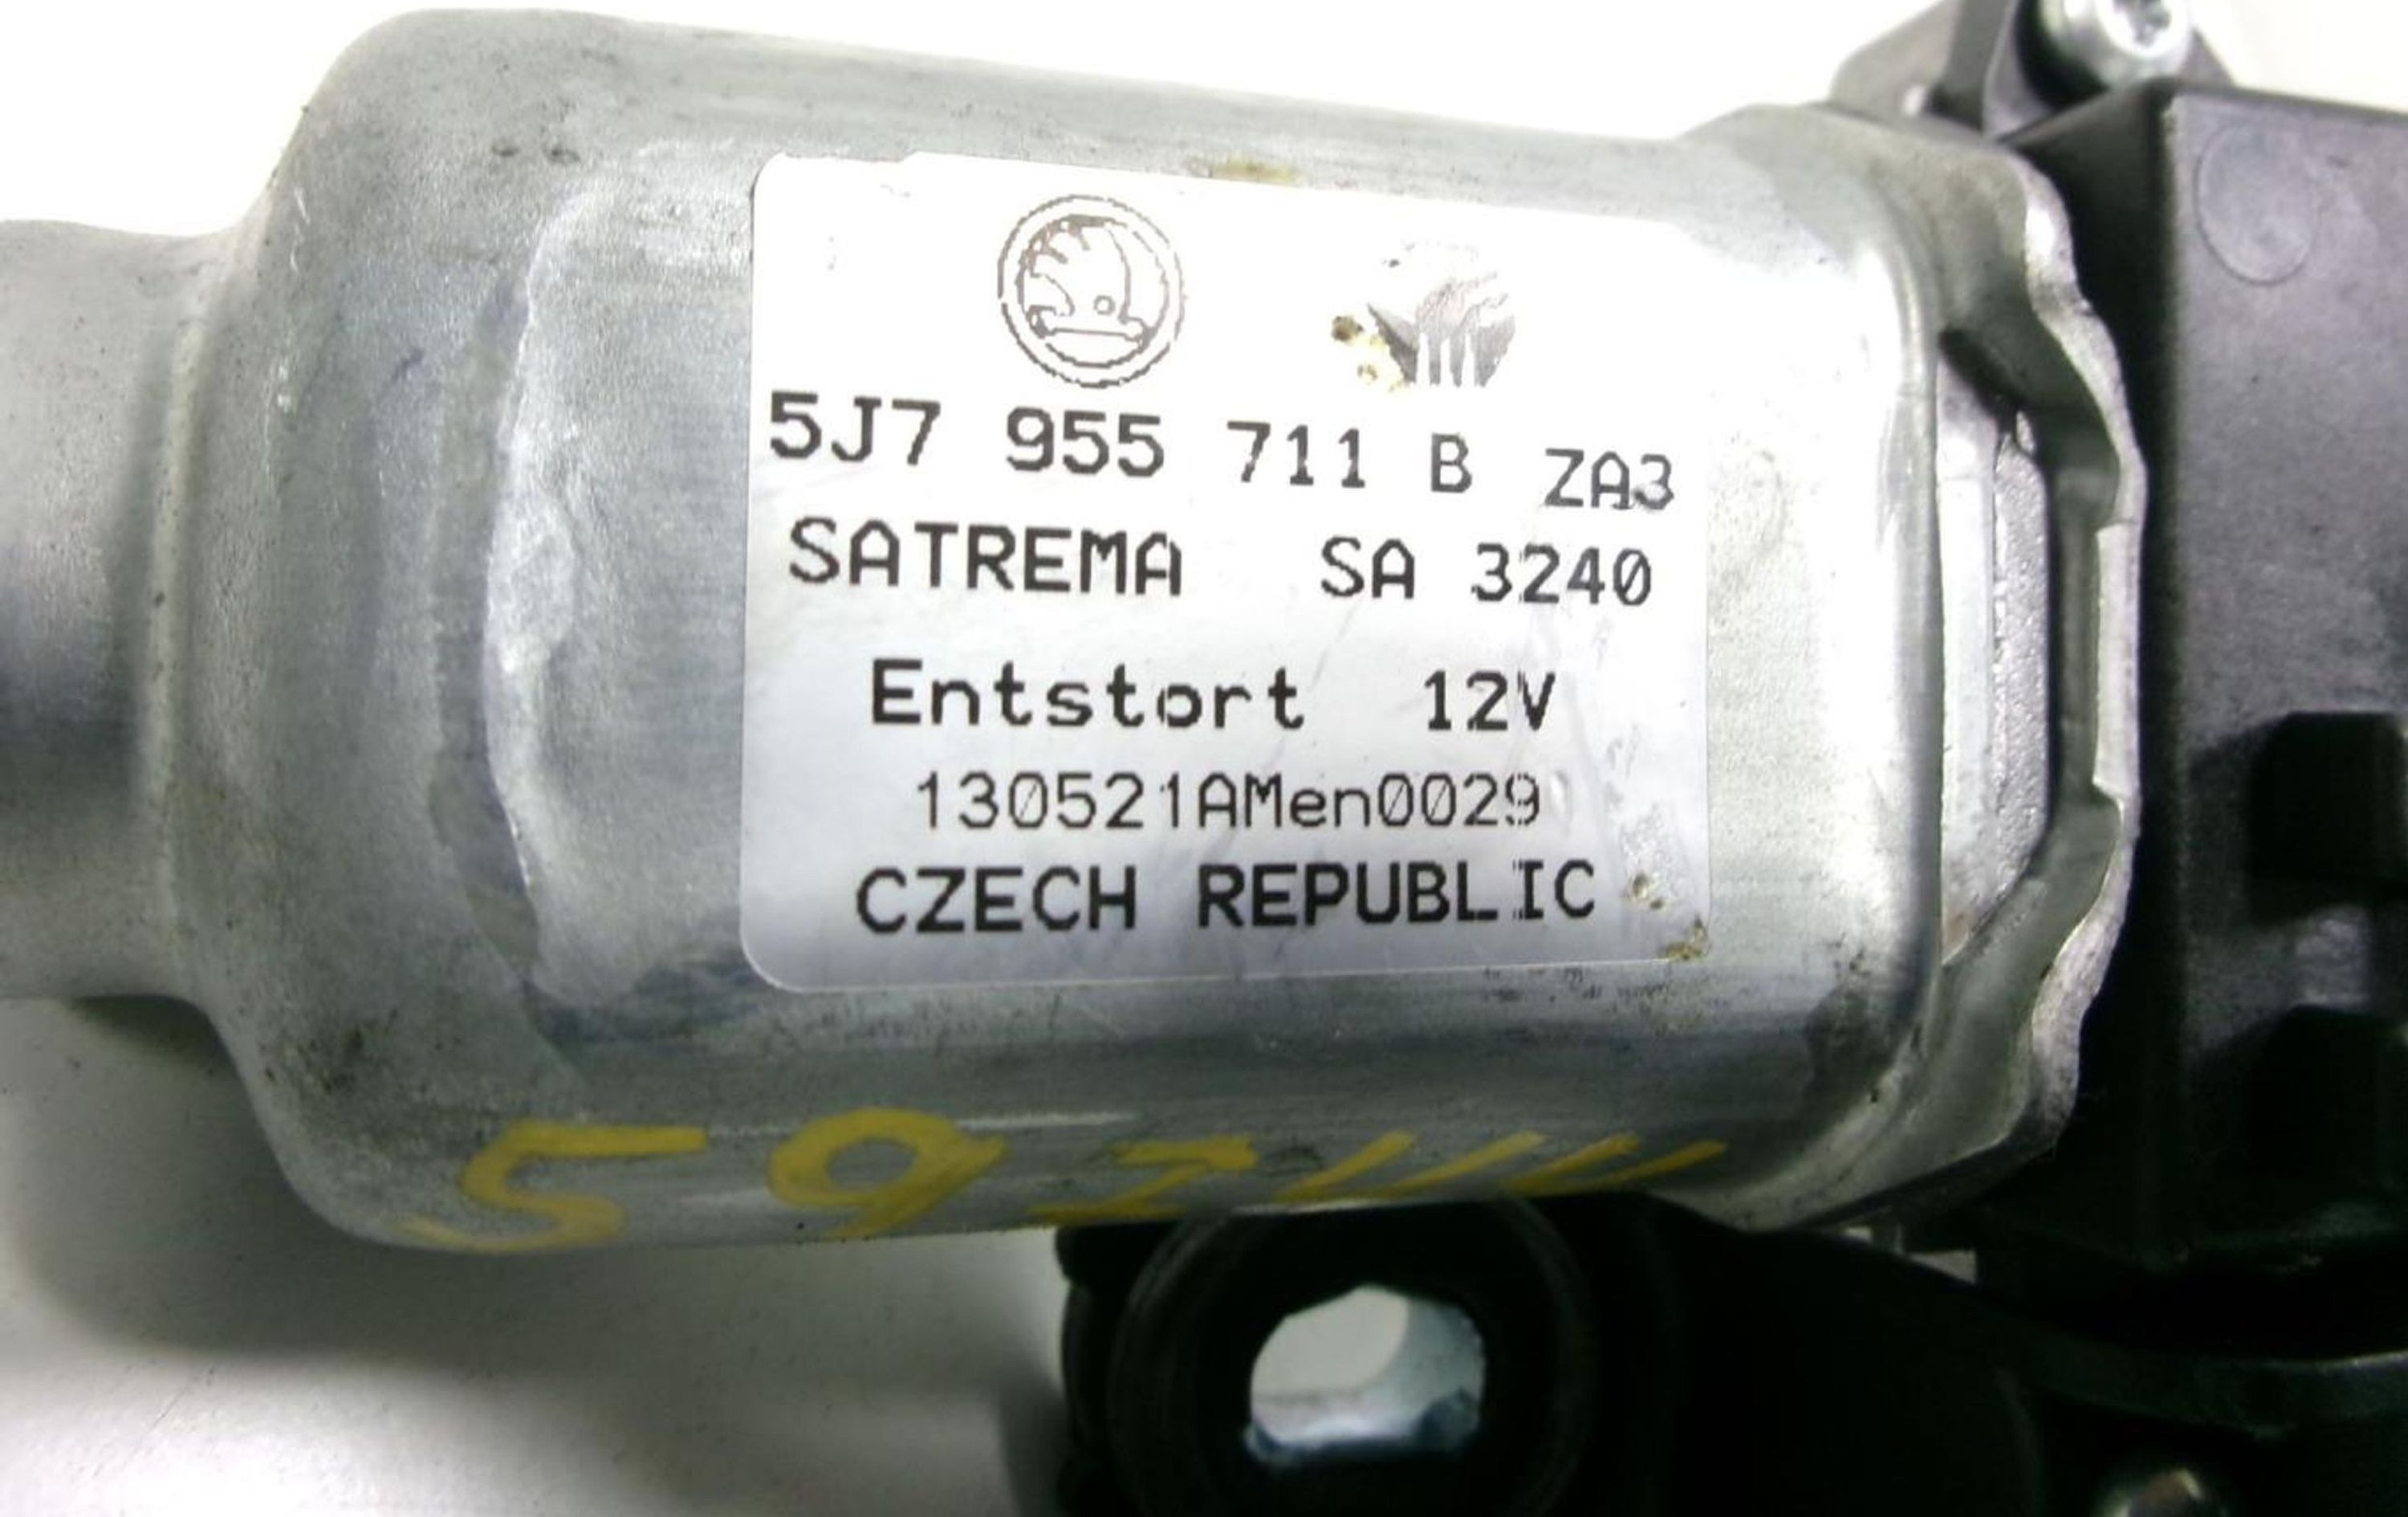 5J7 955 711 B ZA3
SATREMA SA 3240
Entstort 12V
130521AMen0029
CZECH REPUBLIC